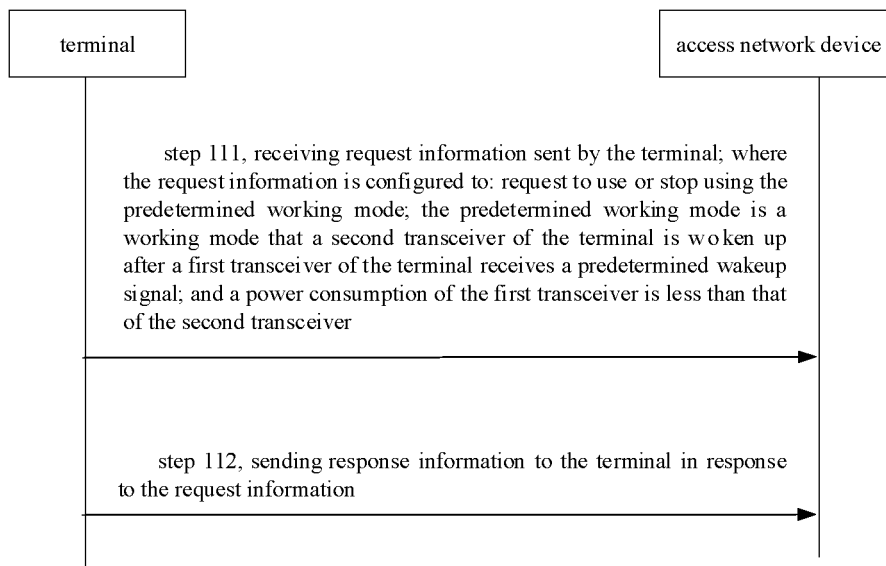 terminal
access network device
step 111, receiving request information sent by the terminal; where
the request information is configured to: request to use or stop using the
predetermined working mode; the predetermined working mode is a
working mode that a second transceiver of the terminal is woken up
after a first transceiver of the terminal receives a predetermined wakeup
signal; and a power consumption of the first transceiver is less than that
of the second transceiver
step 112, sending response information to the terminal in response
to the request information